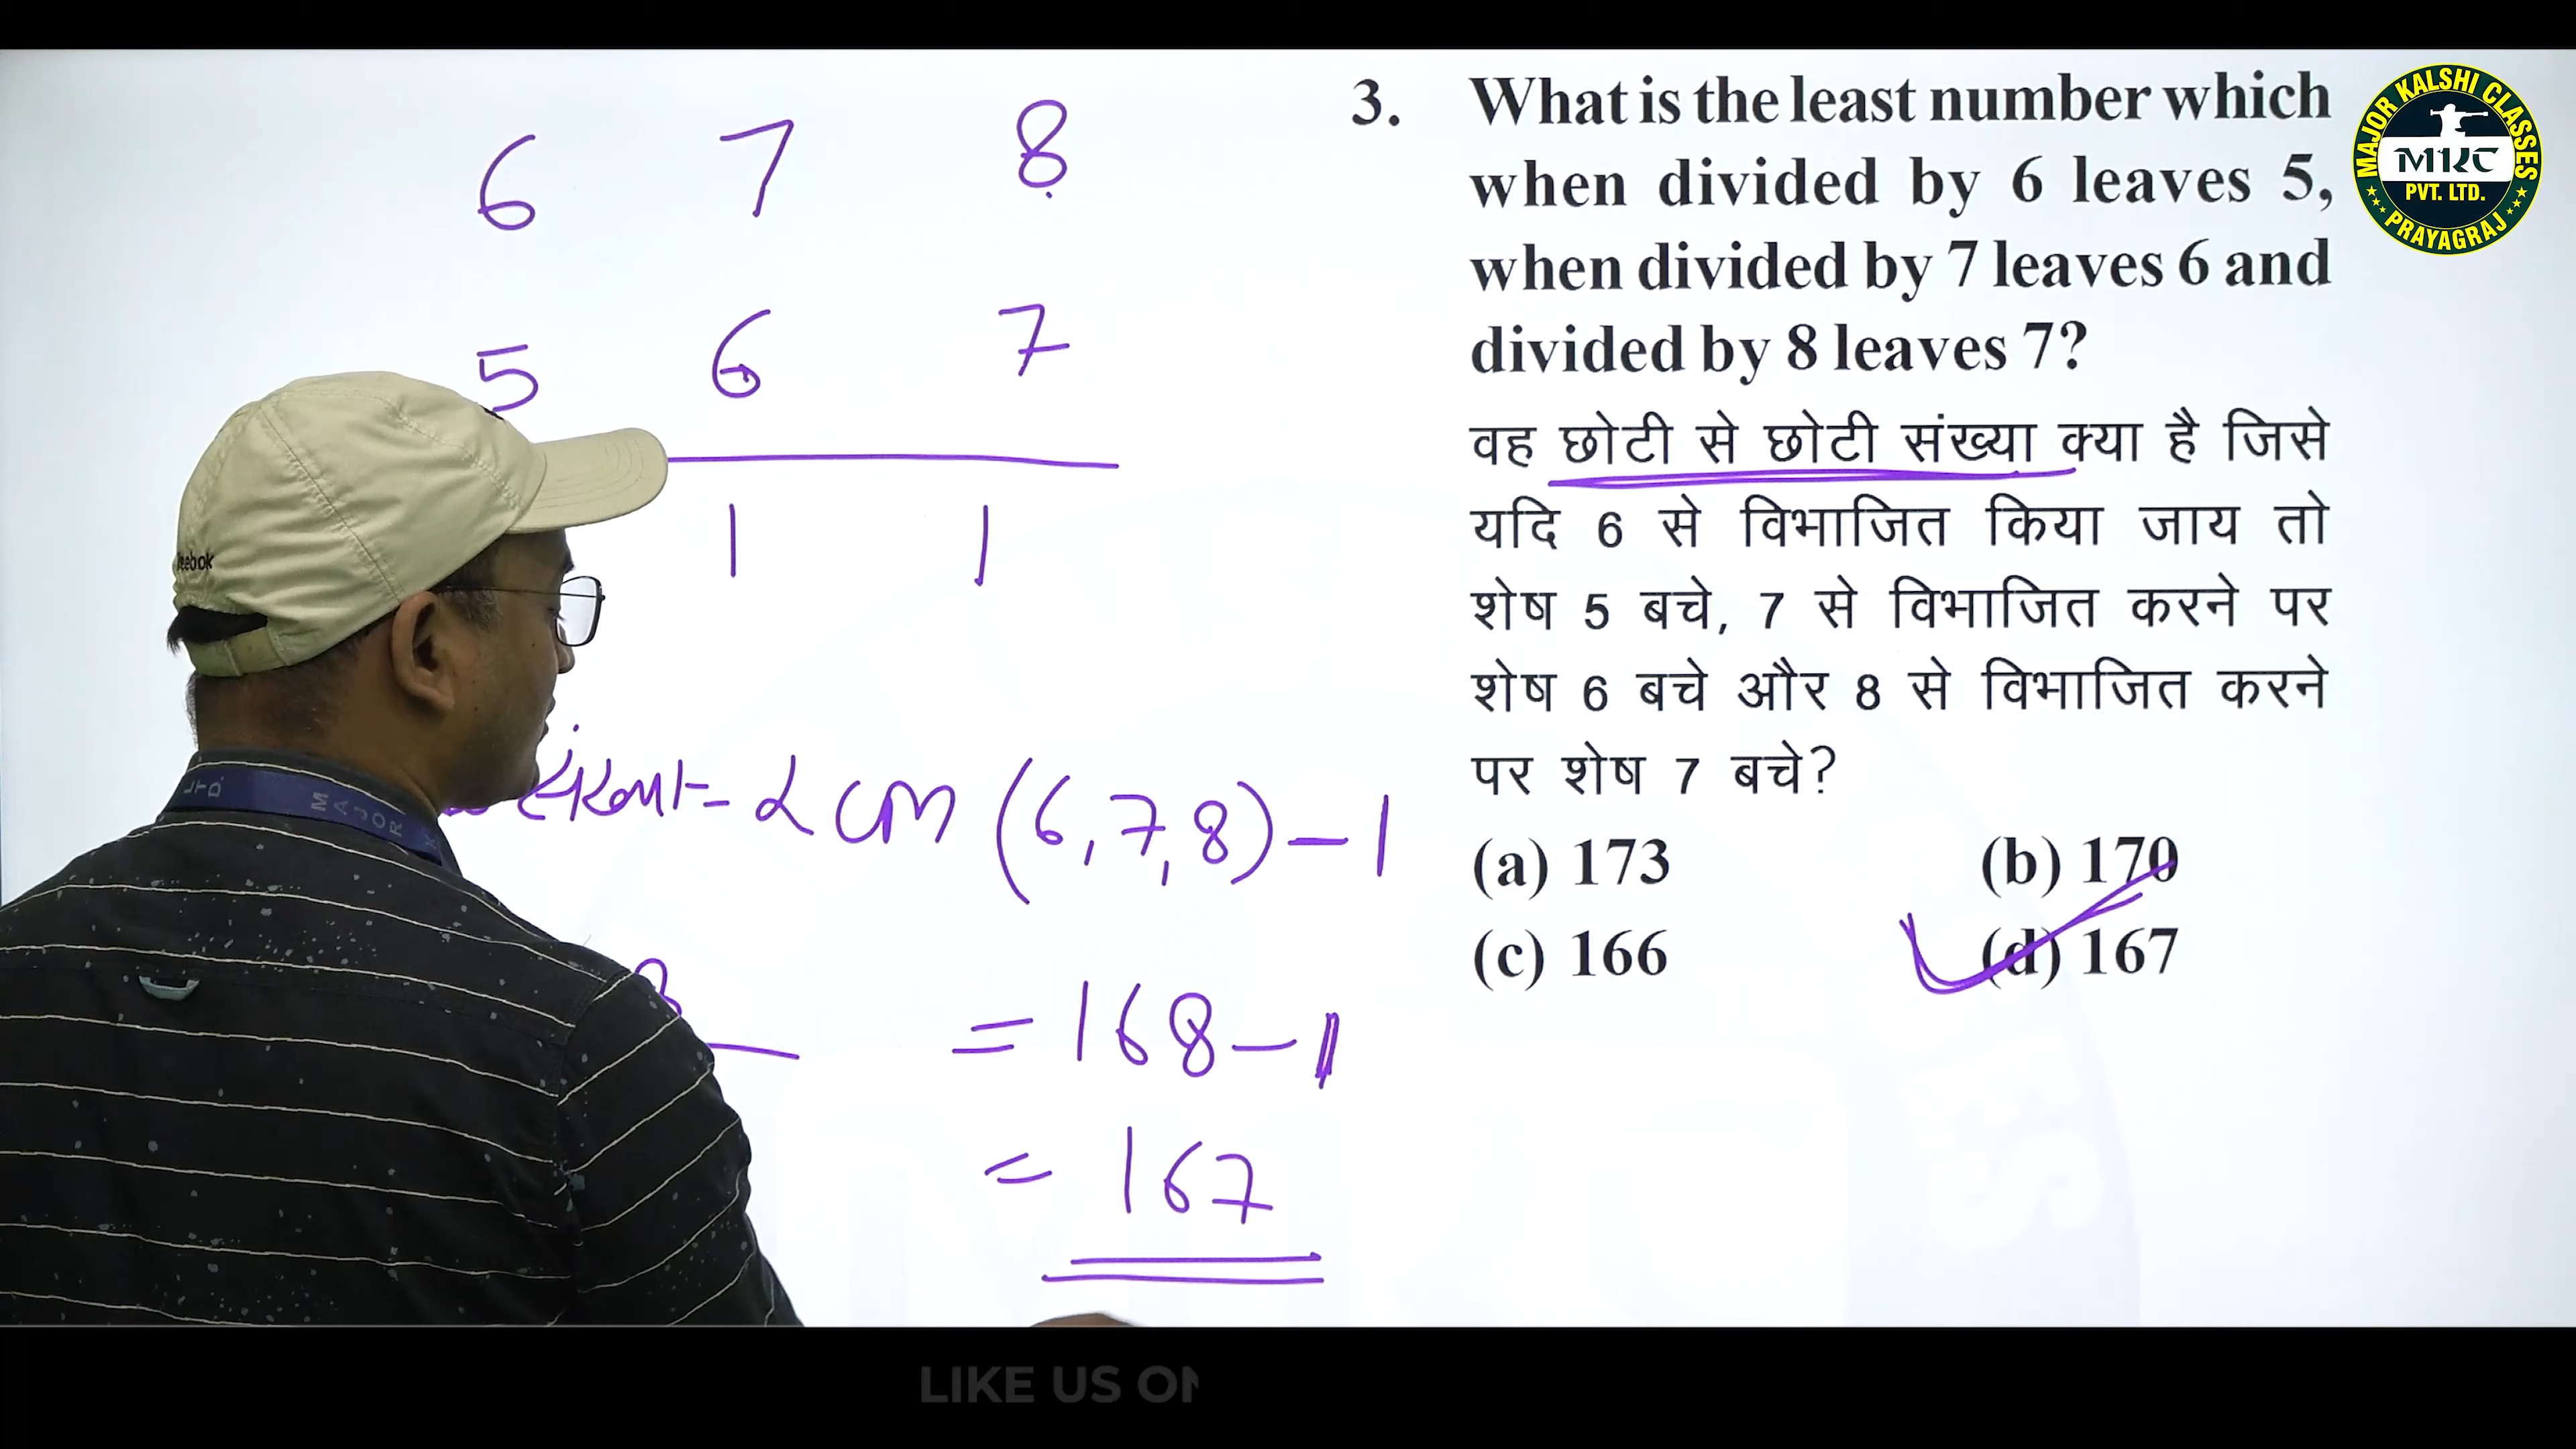 6 7 8
5 6 7
1 1
= LCM (6,7,8) - 1
= 168 - 1
= 167
3. What is the least number which
when divided by 6 leaves 5,
when divided by 7 leaves 6 and
divided by 8 leaves 7?
वह छोटी से छोटी संख्या क्या है जिसे
यदि 6 से विभाजित किया जाय तो
शेष 5 बचे, 7 से विभाजित करने पर
शेष 6 बचे और 8 से विभाजित करने
पर शेष 7 बचे?
(a) 173 (b) 170
(c) 166 (d) 167
MAJOR KALSHI CLASSES
MKC
PVT. LTD.
PRAYAGRAJ
LTD.
MAJOR K
LIKE US ON